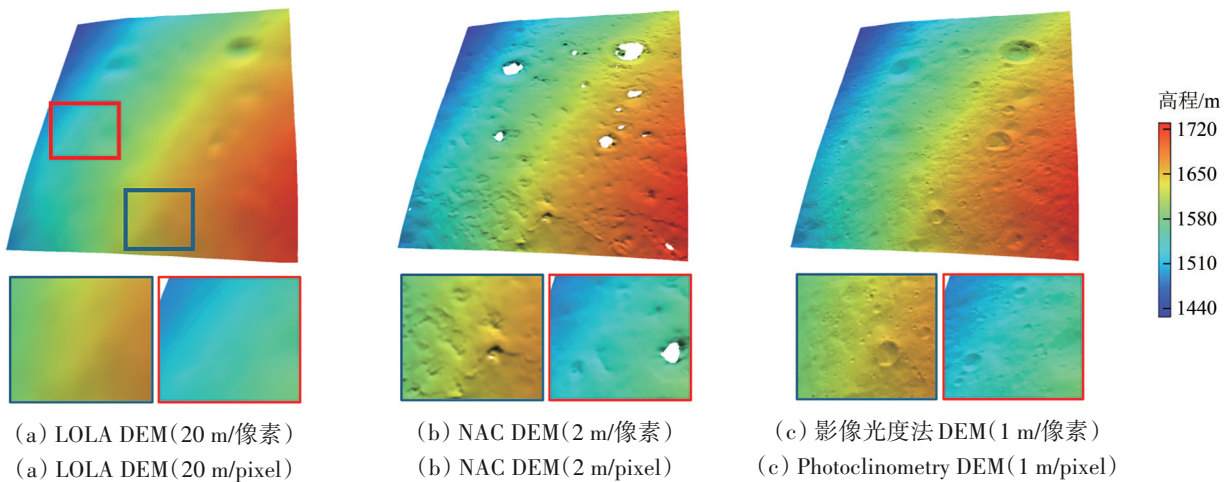 高程/m
1720
1650
1580
1510
1440
(a) LOLA DEM(20 m/像素)
(a) LOLA DEM(20 m/pixel)
(b) NAC DEM(2 m/像素)
(b) NAC DEM(2 m/pixel)
(c) 影像光度法DEM(1 m/像素)
(c) Photoclinometry DEM(1 m/pixel)